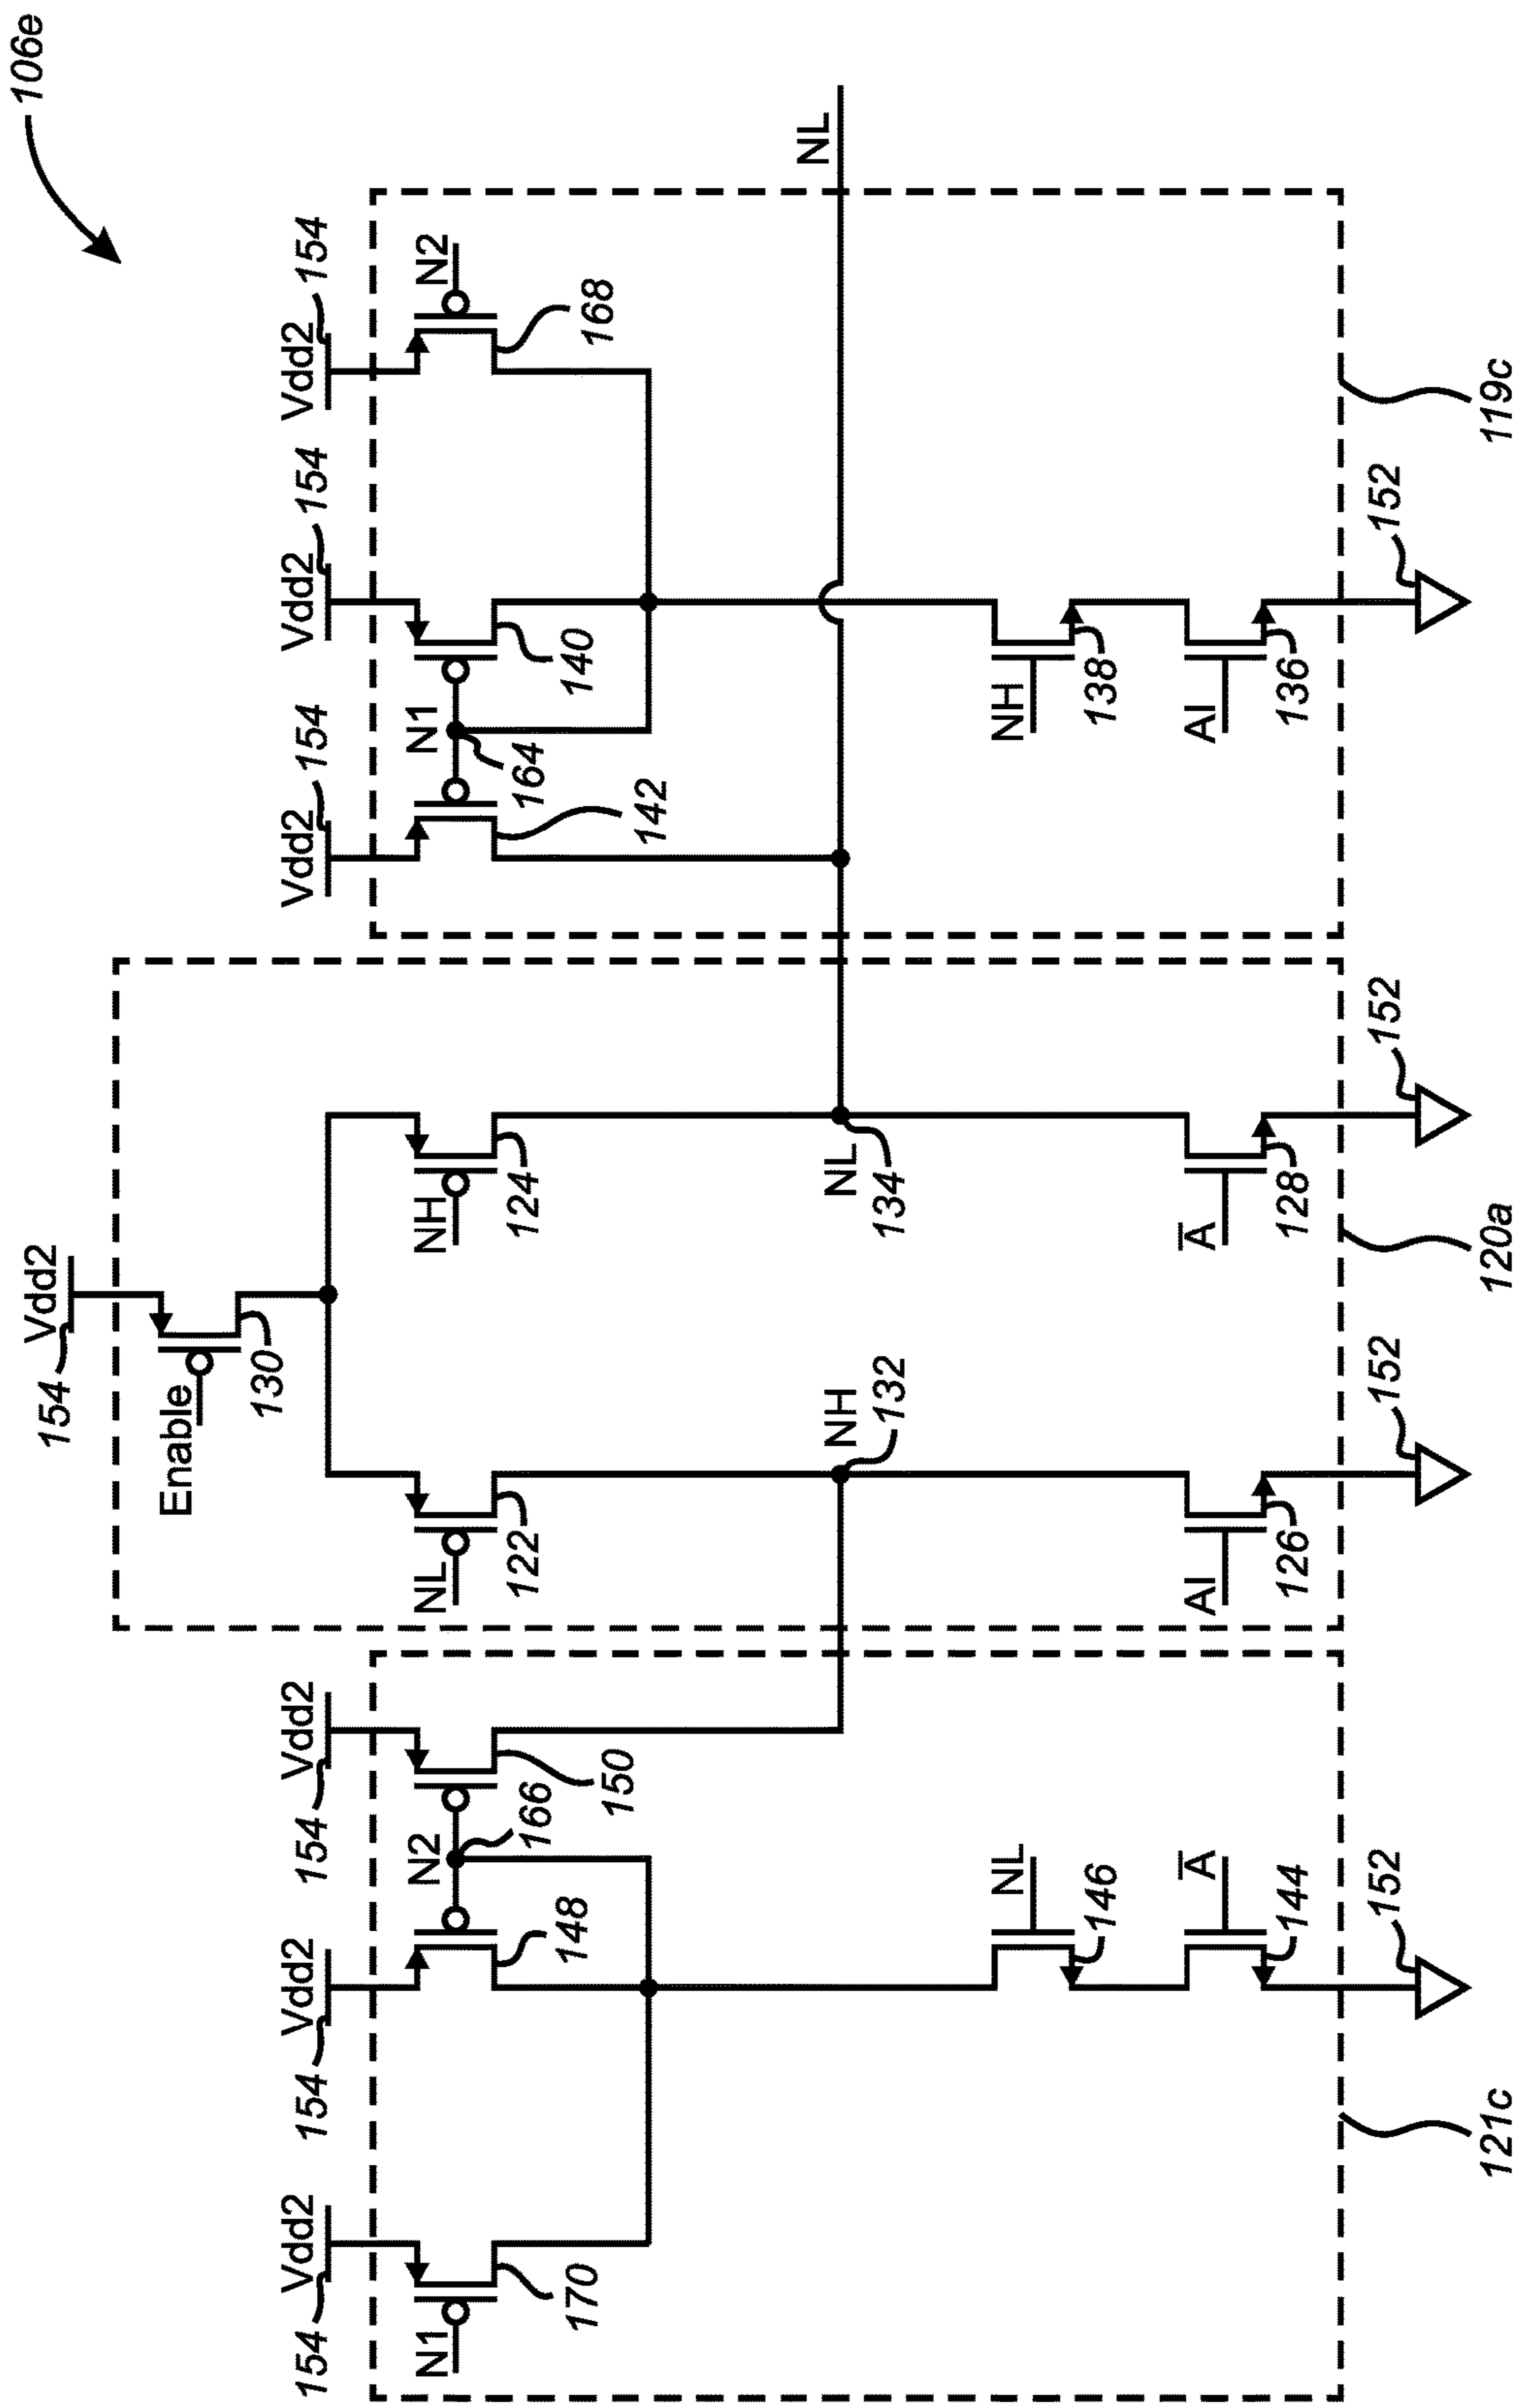 106e
154
Vdd2
Enable
130
Vdd2
154
Vdd2
154
Vdd2
154
Vdd2
154
Vdd2
154
Vdd2
154
N1
170
148
N2
166
150
NL
122
NH
124
142
N1
164
140
N2
168
NH
132
NL
134
NL
NL
146
A̅
144
AI
126
A̅
128
NH
138
AI
136
152
152
152
152
121c
120a
119c